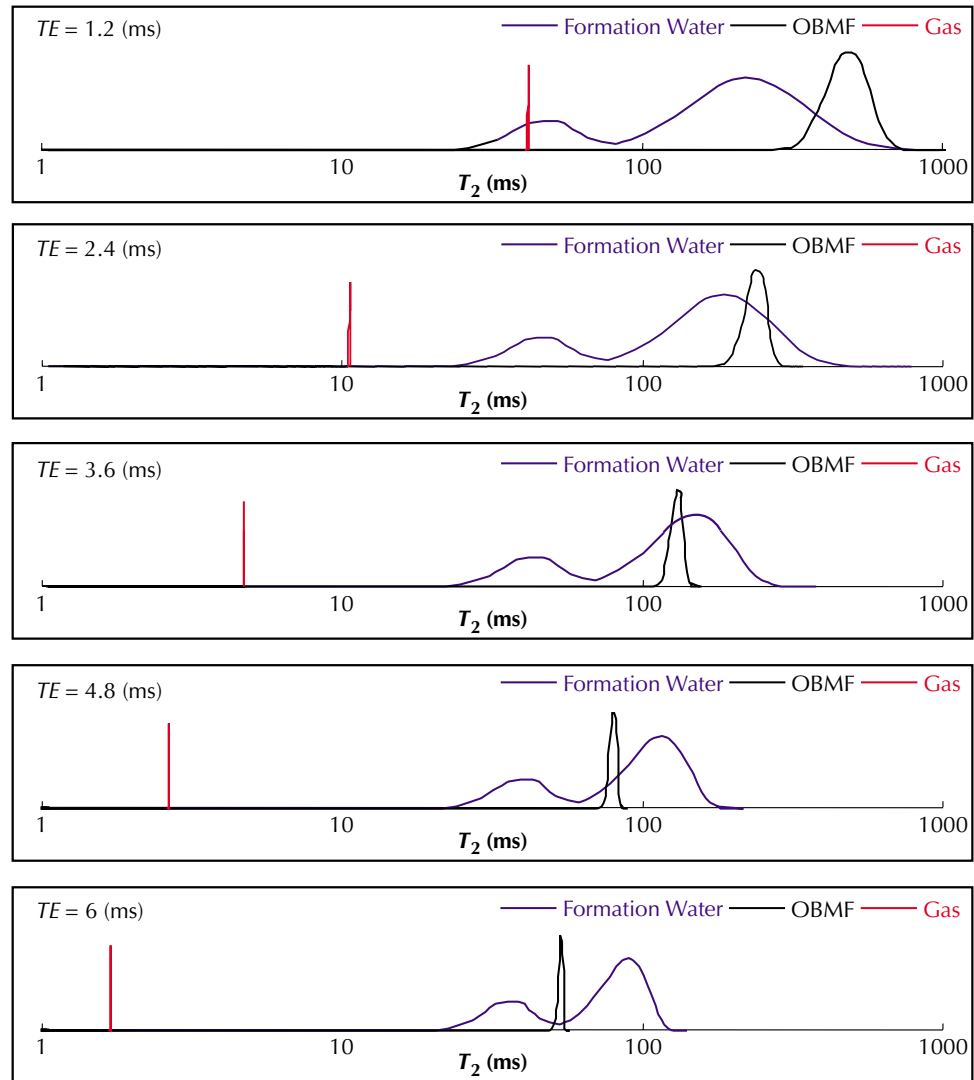 TE = 1.2 (ms) Formation Water OBMF Gas
1 10 100 1000
T2 (ms)
TE = 2.4 (ms) Formation Water OBMF Gas
1 10 100 1000
T2 (ms)
TE = 3.6 (ms) Formation Water OBMF Gas
1 10 100 1000
T2 (ms)
TE = 4.8 (ms) Formation Water OBMF Gas
1 10 100 1000
T2 (ms)
TE = 6 (ms) Formation Water OBMF Gas
1 10 100 1000
T2 (ms)